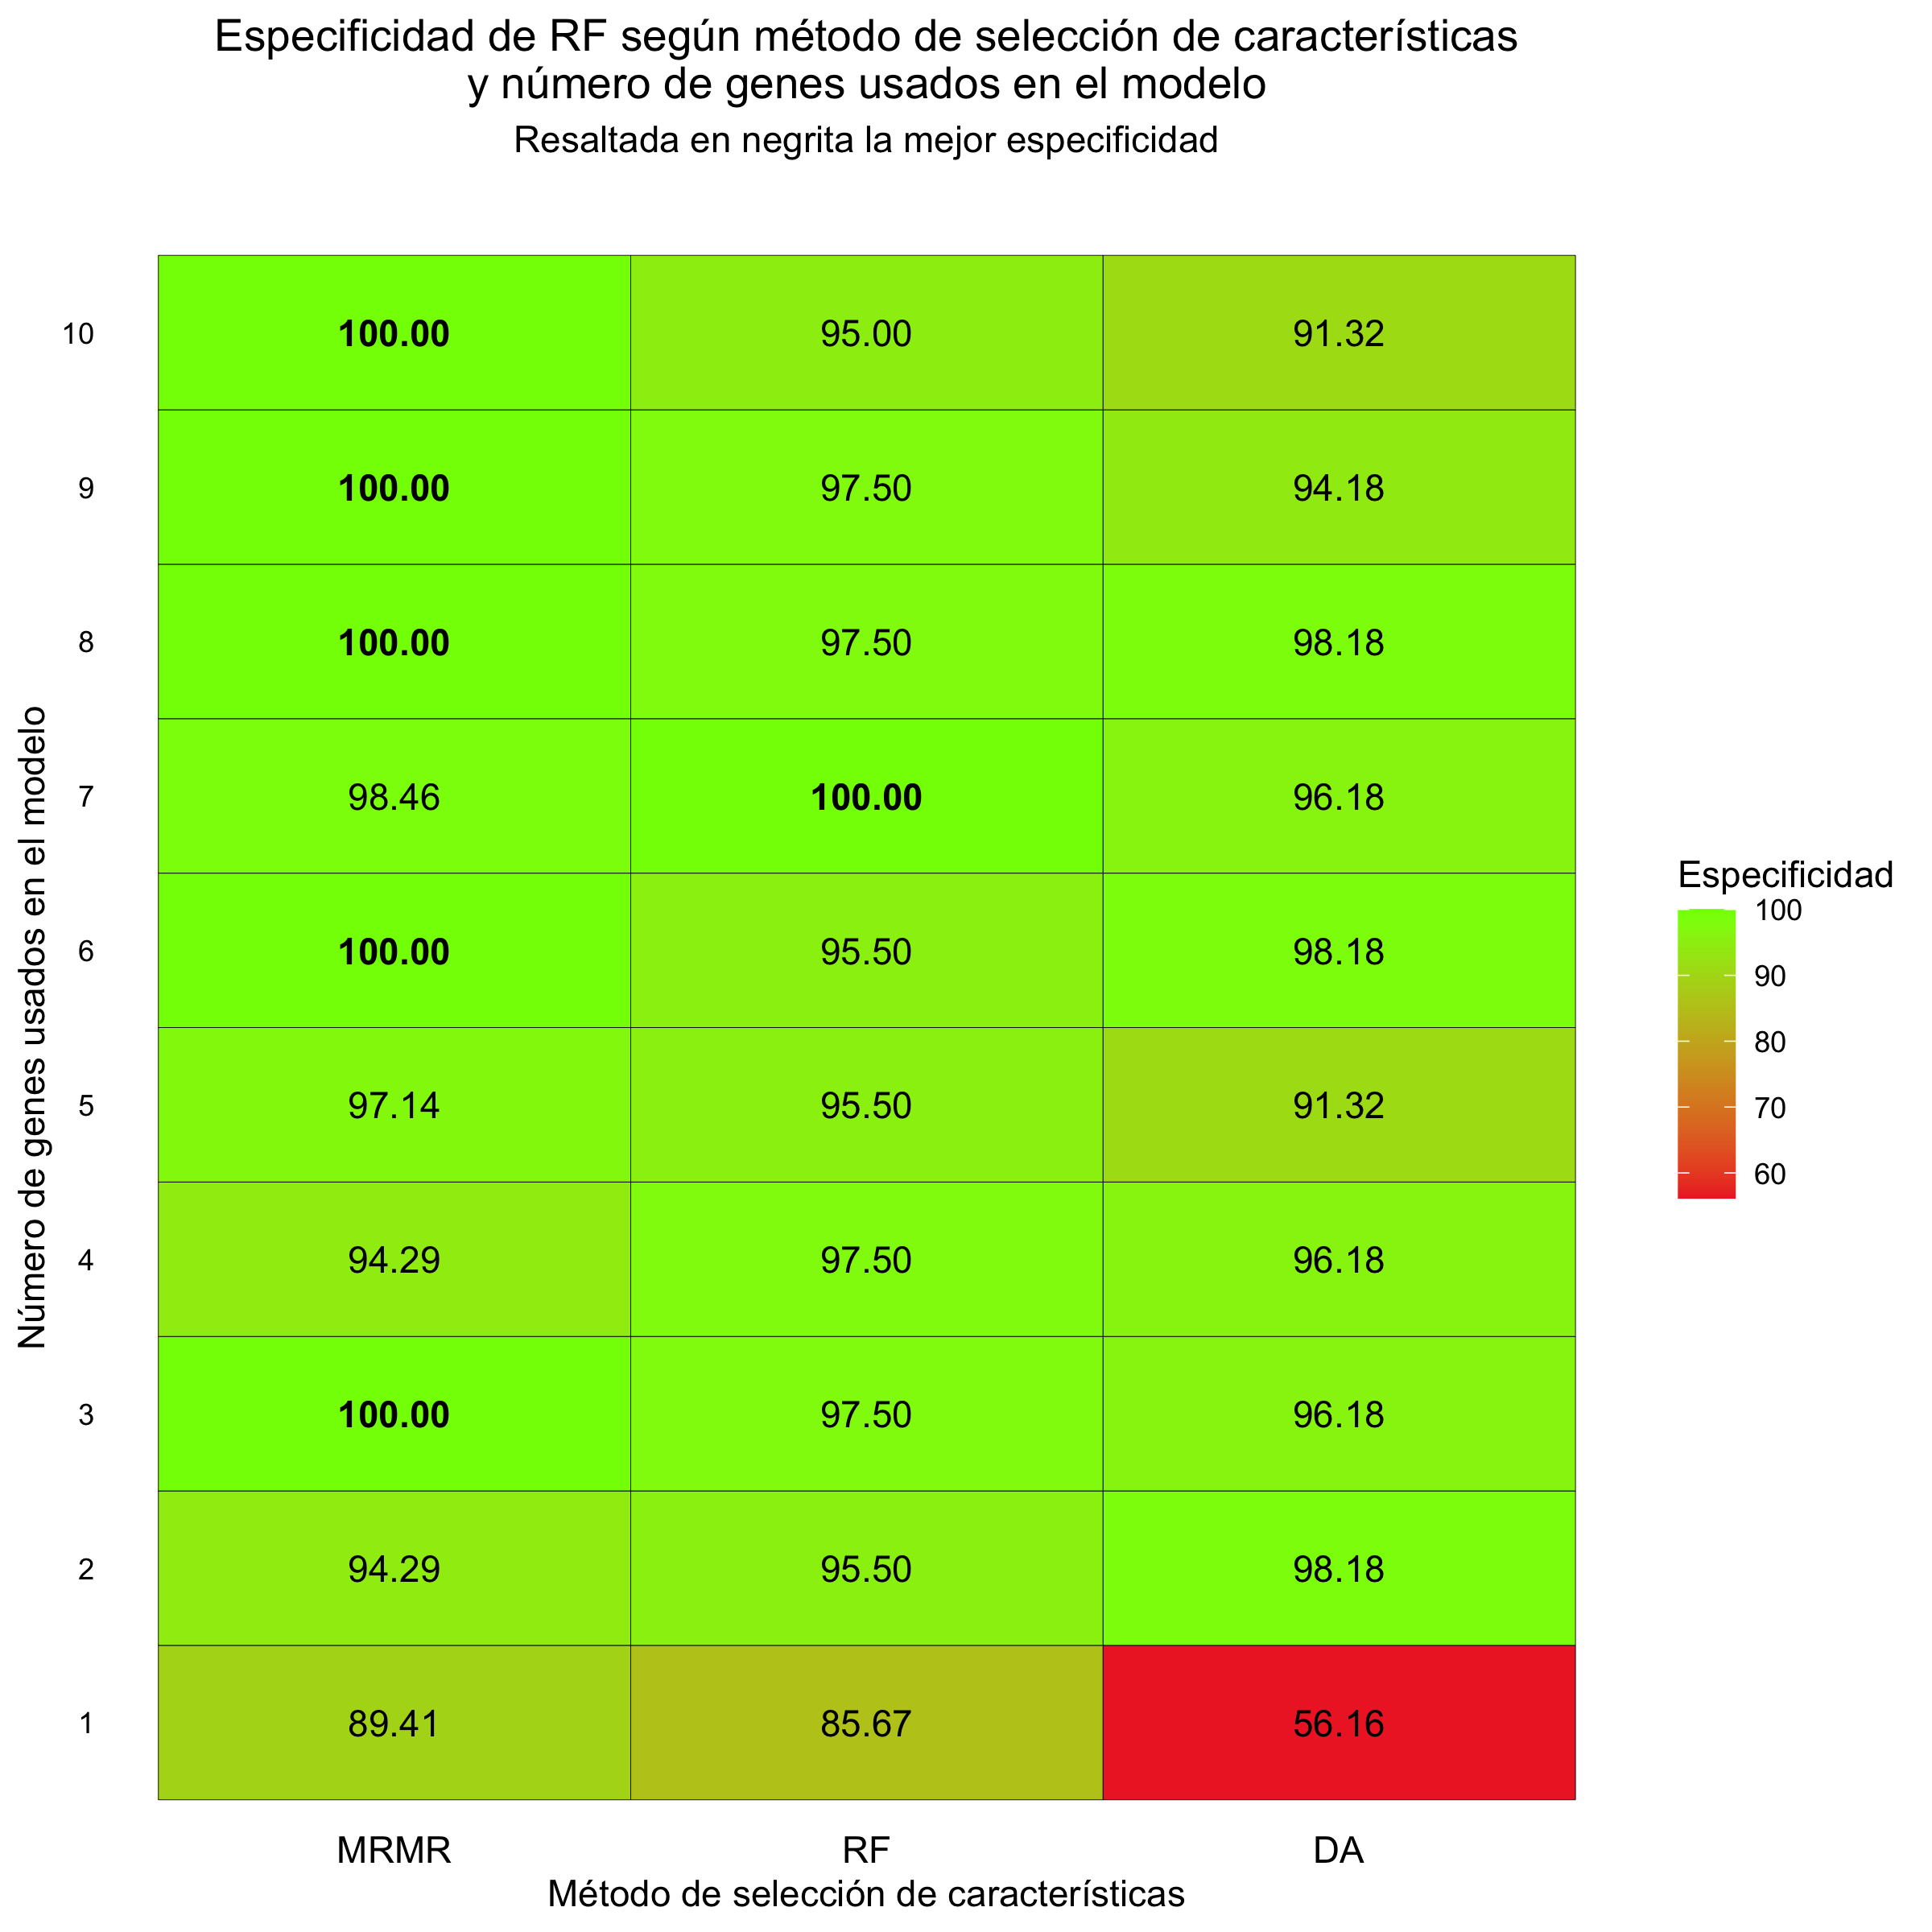 Especificidad de RF según método de selección de características
y número de genes usados en el modelo
Resaltada en negrita la mejor especificidad
Número de genes usados en el modelo
10 100.00 95.00 91.32
9 100.00 97.50 94.18
8 100.00 97.50 98.18
7 98.46 100.00 96.18
6 100.00 95.50 98.18
5 97.14 95.50 91.32
4 94.29 97.50 96.18
3 100.00 97.50 96.18
2 94.29 95.50 98.18
1 89.41 85.67 56.16
MRMR RF DA
Método de selección de características
Especificidad
100
90
80
70
60